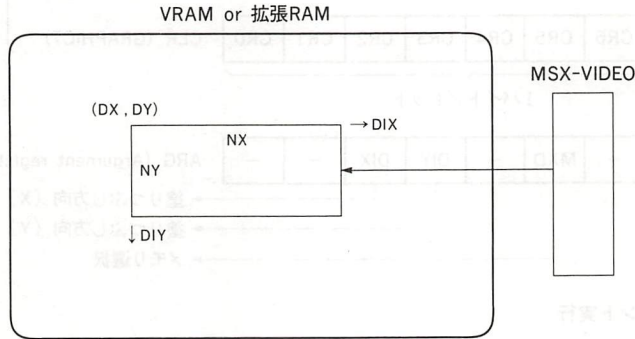 VRAM or 拡張RAM
MSX-VIDEO
(DX, DY)
→DIX
NX
NY
↓DIY